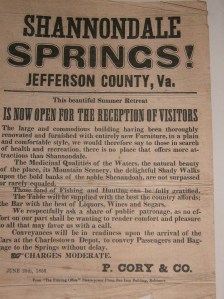 SHANNONDALE
SPRINGS!
JEFFERSON COUNTY, Va.
This beautiful Summer Retreat
IS NOW OPEN FOR THE RECEPTION OF VISITORS
The large and commodious building having been thoroughly
renovated and furnished with entirely new Furniture, in a plain
and comfortable style, we would therefore say to those in search
of health and recreation, there is no place that offers more at-
tractions than Shannondale.
The Medicinal Qualities of the Waters, the natural beauty
of the place, its Mountain Scenery, the delightful Shady Walks
upon the bold banks of the noble Shenandoah, are not surpassed
or rarely equaled.
Those fond of Fishing and Hunting can be fully gratified.
The Table will be supplied with the best the country affords;
the Bar with the best of Liquors, Wines and Segars.
We respectfully ask a share of public patronage, as no ef-
fort on our part shall be wanting to render comfort and pleasure
to all that may favor us with a call.
Conveyances will be in readiness upon the arrival of the
Cars at the Charlestown Depot, to convey Passengers and Bag-
gage to the Springs without delay.
CHARGES MODERATE.
P. CORY & CO.
JUNE